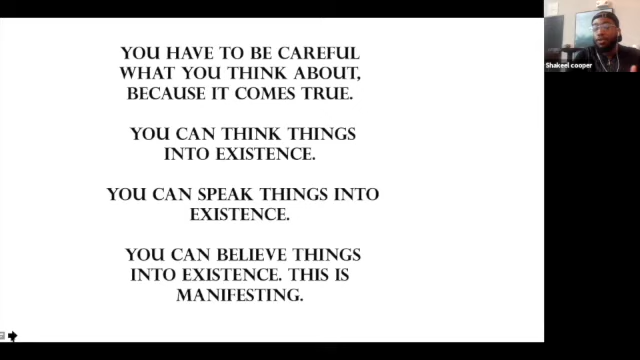 YOU HAVE TO BE CAREFUL
WHAT YOU THINK ABOUT,
BECAUSE IT COMES TRUE.
YOU CAN THINK THINGS
INTO EXISTENCE.
YOU CAN SPEAK THINGS INTO
EXISTENCE.
YOU CAN BELIEVE THINGS
INTO EXISTENCE. THIS IS
MANIFESTING.
Shakeel cooper